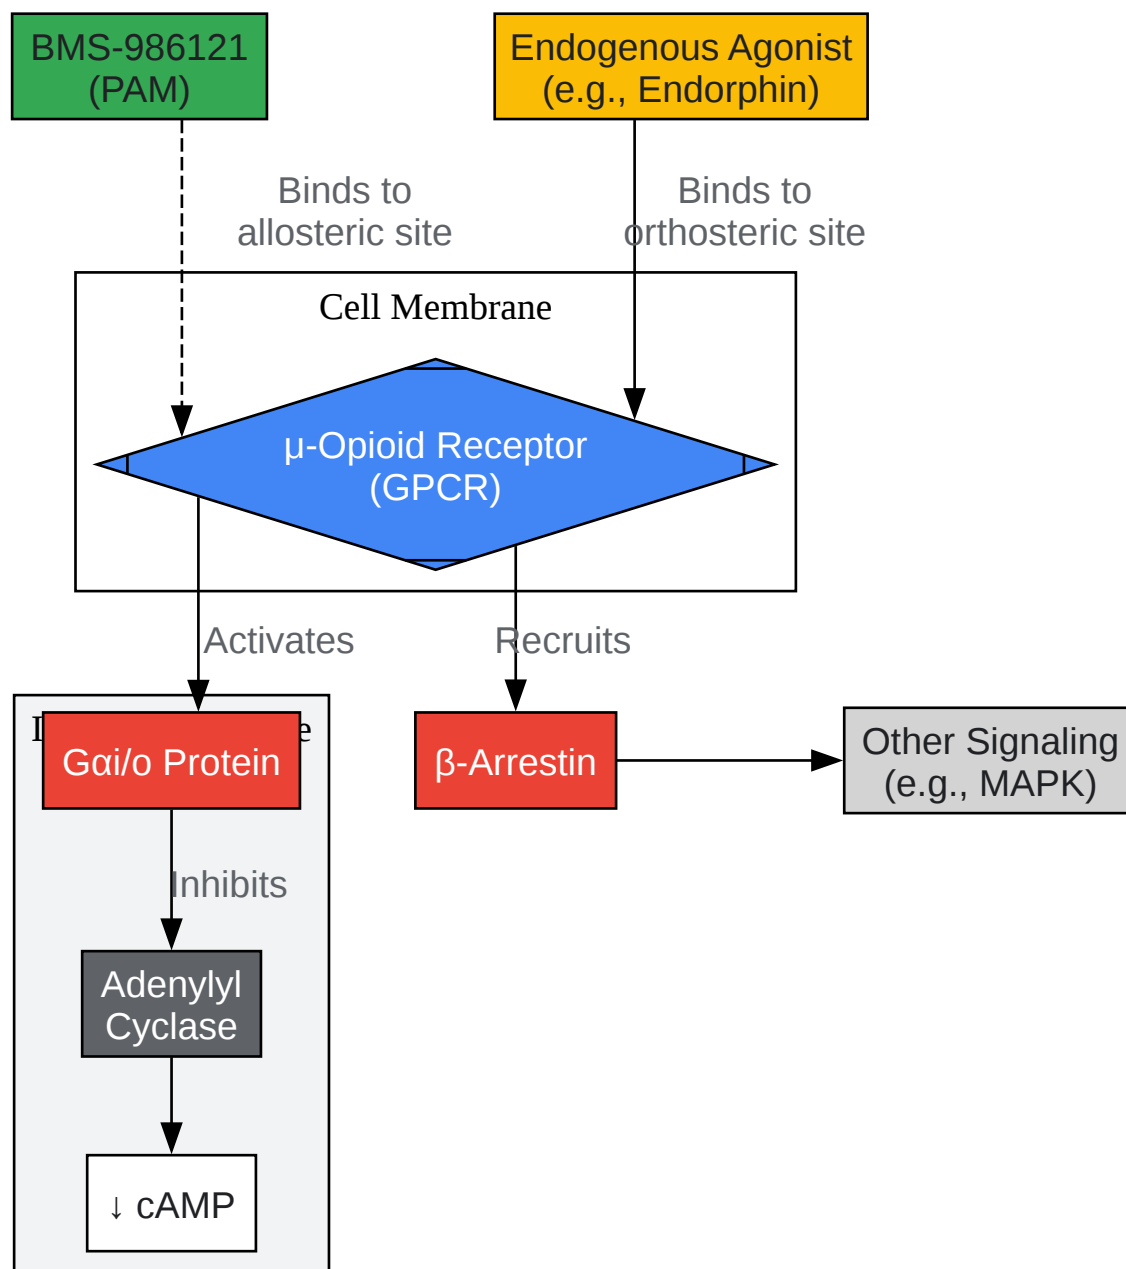 BMS-986121
(PAM)
Endogenous Agonist
(e.g., Endorphin)
Binds to
allosteric site
Binds to
orthosteric site
Cell Membrane
μ-Opioid Receptor
(GPCR)
Activates
Recruits
Gαi/o Protein
β-Arrestin
Other Signaling
(e.g., MAPK)
Inhibits
Adenylyl
Cyclase
↓ cAMP